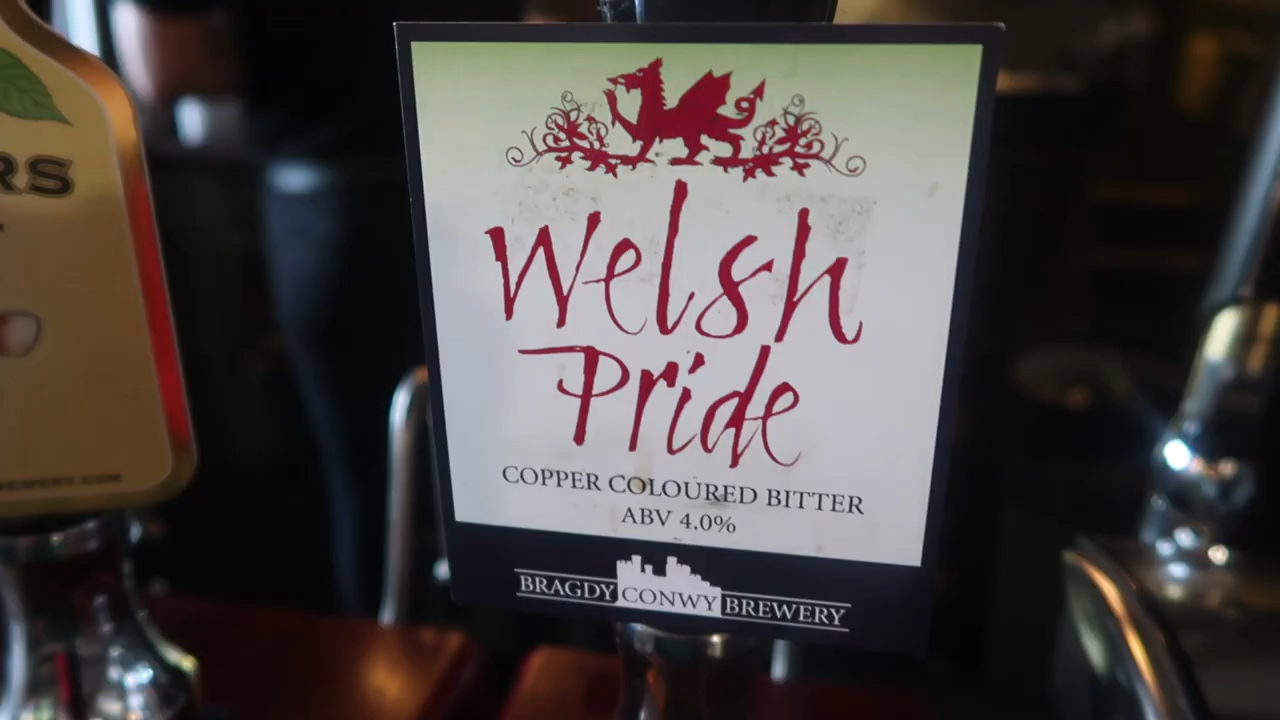 Welsh
Pride
COPPER COLOURED BITTER
ABV 4.0%
BRAGDY CONWY BREWERY